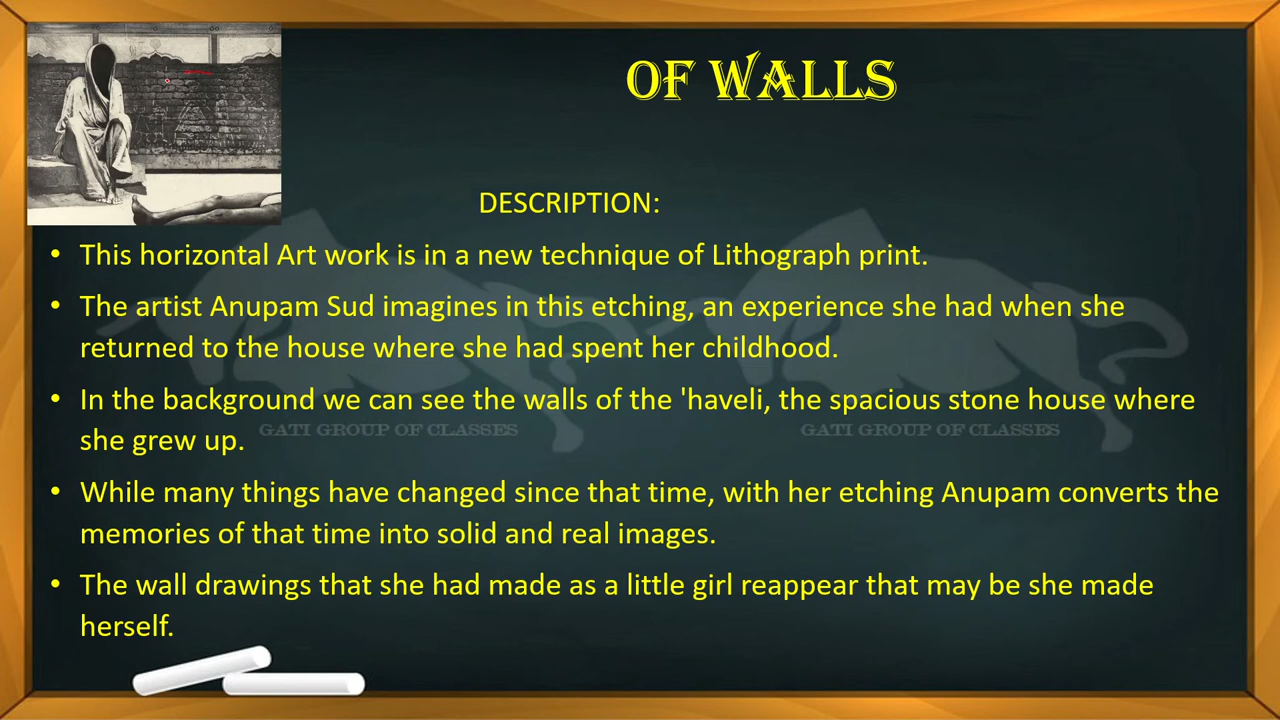 OF WALLS
DESCRIPTION:
• This horizontal Art work is in a new technique of Lithograph print.
• The artist Anupam Sud imagines in this etching, an experience she had when she
returned to the house where she had spent her childhood.
• In the background we can see the walls of the 'haveli, the spacious stone house where
she grew up.
GATI GROUP OF CLASSES GATI GROUP OF CLASSES
• While many things have changed since that time, with her etching Anupam converts the
memories of that time into solid and real images.
• The wall drawings that she had made as a little girl reappear that may be she made
herself.